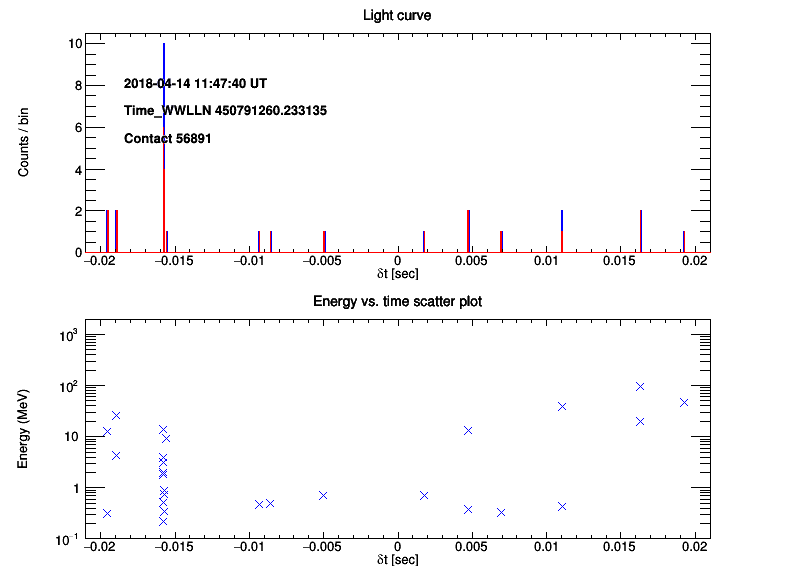 Light curve
Counts / bin
10
8
6
4
2
0
2018-04-14 11:47:40 UT
Time_WWLLN 450791260.233135
Contact 56891
−0.02 −0.015 −0.01 −0.005 0 0.005 0.01 0.015 0.02
δt [sec]
Energy vs. time scatter plot
Energy (MeV)
10³
10²
10
1
10⁻¹
−0.02 −0.015 −0.01 −0.005 0 0.005 0.01 0.015 0.02
δt [sec]